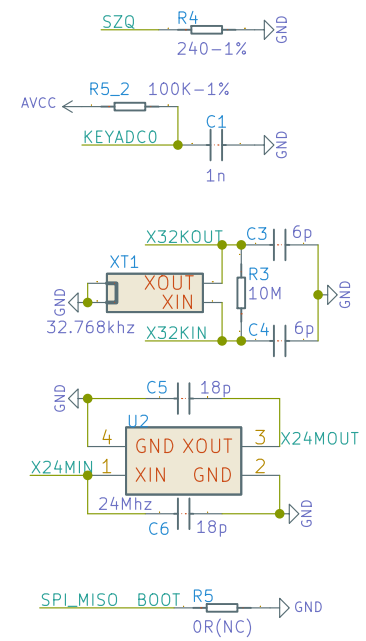 SZQ R4 GND
240-1%
R5_2 100K-1%
AVCC
KEYADC0 C1 GND
1n
X32KOUT C3 6p
XT1
XOUT R3
XIN 10M
GND GND
32.768khz
X32KIN C4 6p
C5 18p
GND
U2
4 GND XOUT 3 X24MOUT
X24MIN 1 XIN GND 2
24Mhz
C6 18p GND
SPI_MISO BOOT R5 GND
0R(NC)